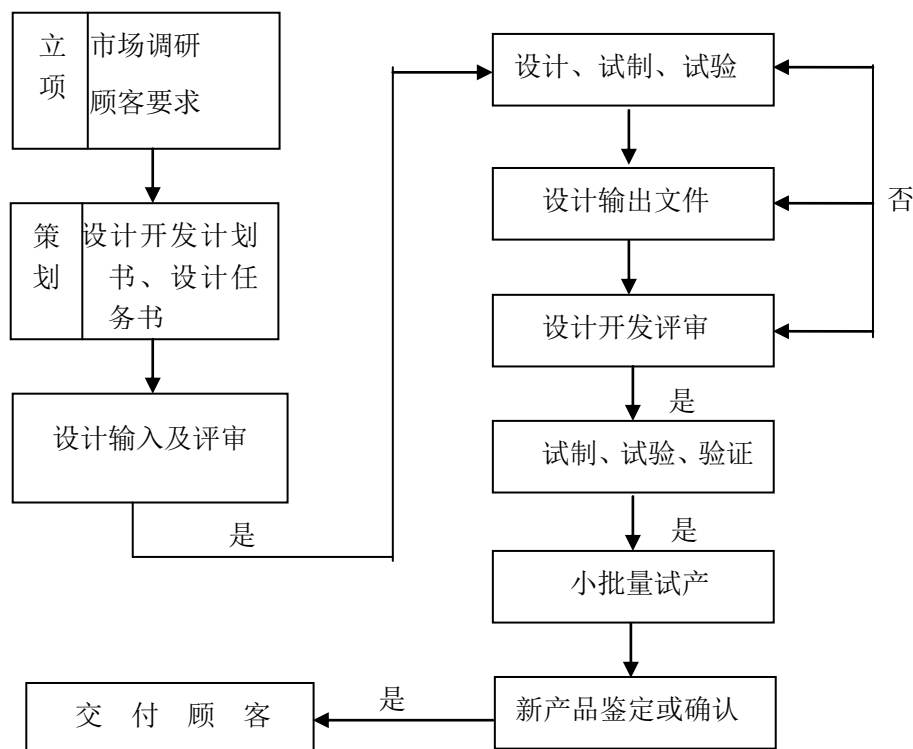 立项
市场调研
顾客要求
策划
设计开发计划
书、设计任
务书
设计输入及评审
是
设计、试制、试验
设计输出文件
设计开发评审
否
是
试制、试验、验证
是
小批量试产
新产品鉴定或确认
是
交付顾客